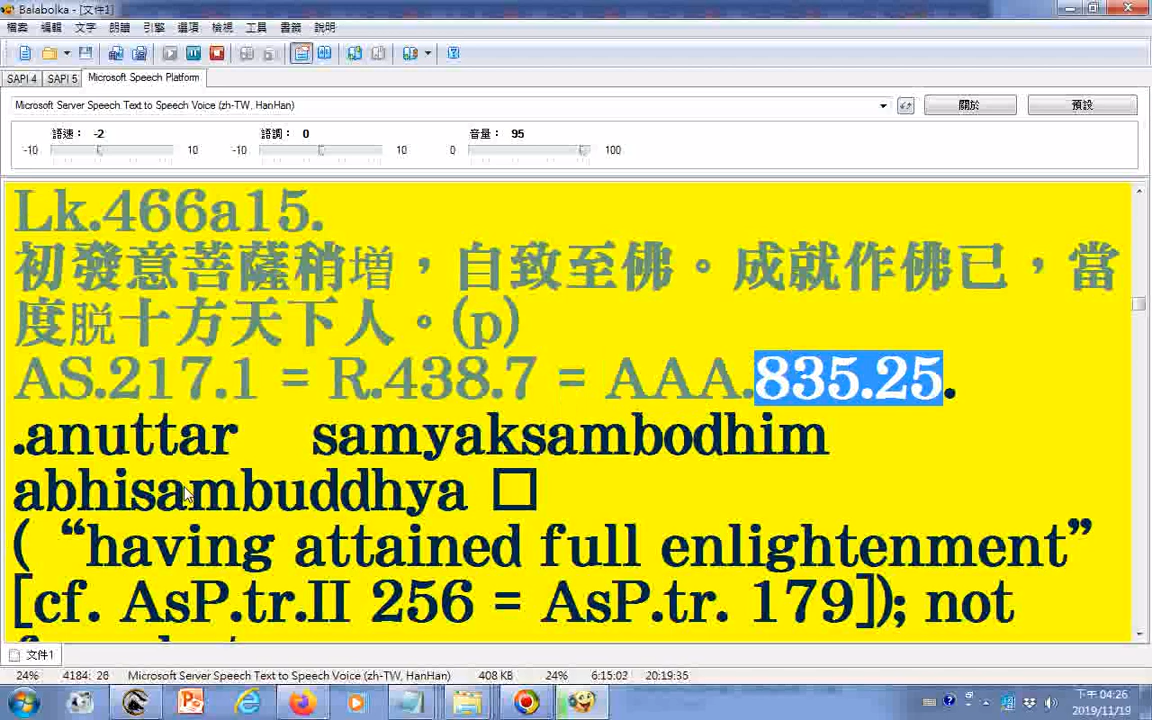 Balabolka - [文件1]
檔案 編輯 文字 朗讀 引擎 選項 檢視 工具 書籤 說明
SAPI 4 SAPI 5 Microsoft Speech Platform
Microsoft Server Speech Text to Speech Voice (zh-TW, HanHan) 關於 預設
語速： -2 語調： 0 音量： 95
-10 10 -10 10 0 100
Lk.466a15.
初發意菩薩稍增，自致至佛。成就作佛已，當
度脱十方天下人。(p)
AS.217.1 = R.438.7 = AAA.835.25.
.anuttar samyaksambodhim
abhisambuddhya □
( “having attained full enlightenment”
[cf. AsP.tr.II 256 = AsP.tr. 179]); not
文件1
24% 4184: 26 Microsoft Server Speech Text to Speech Voice (zh-TW, HanHan) 408 KB 24% 6:15:03 20:19:35
下午 04:26
2019/11/19